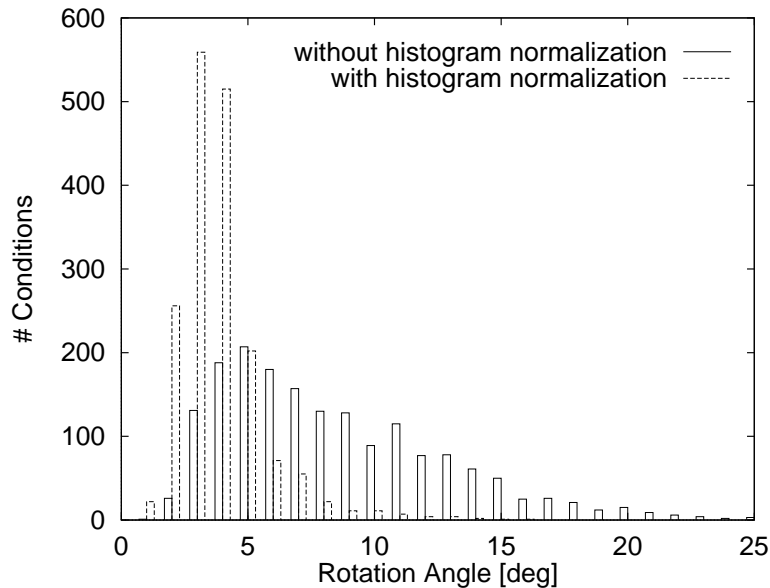 600
500
400
300
200
100
0
# Conditions
without histogram normalization
with histogram normalization
0 5 10 15 20 25
Rotation Angle [deg]